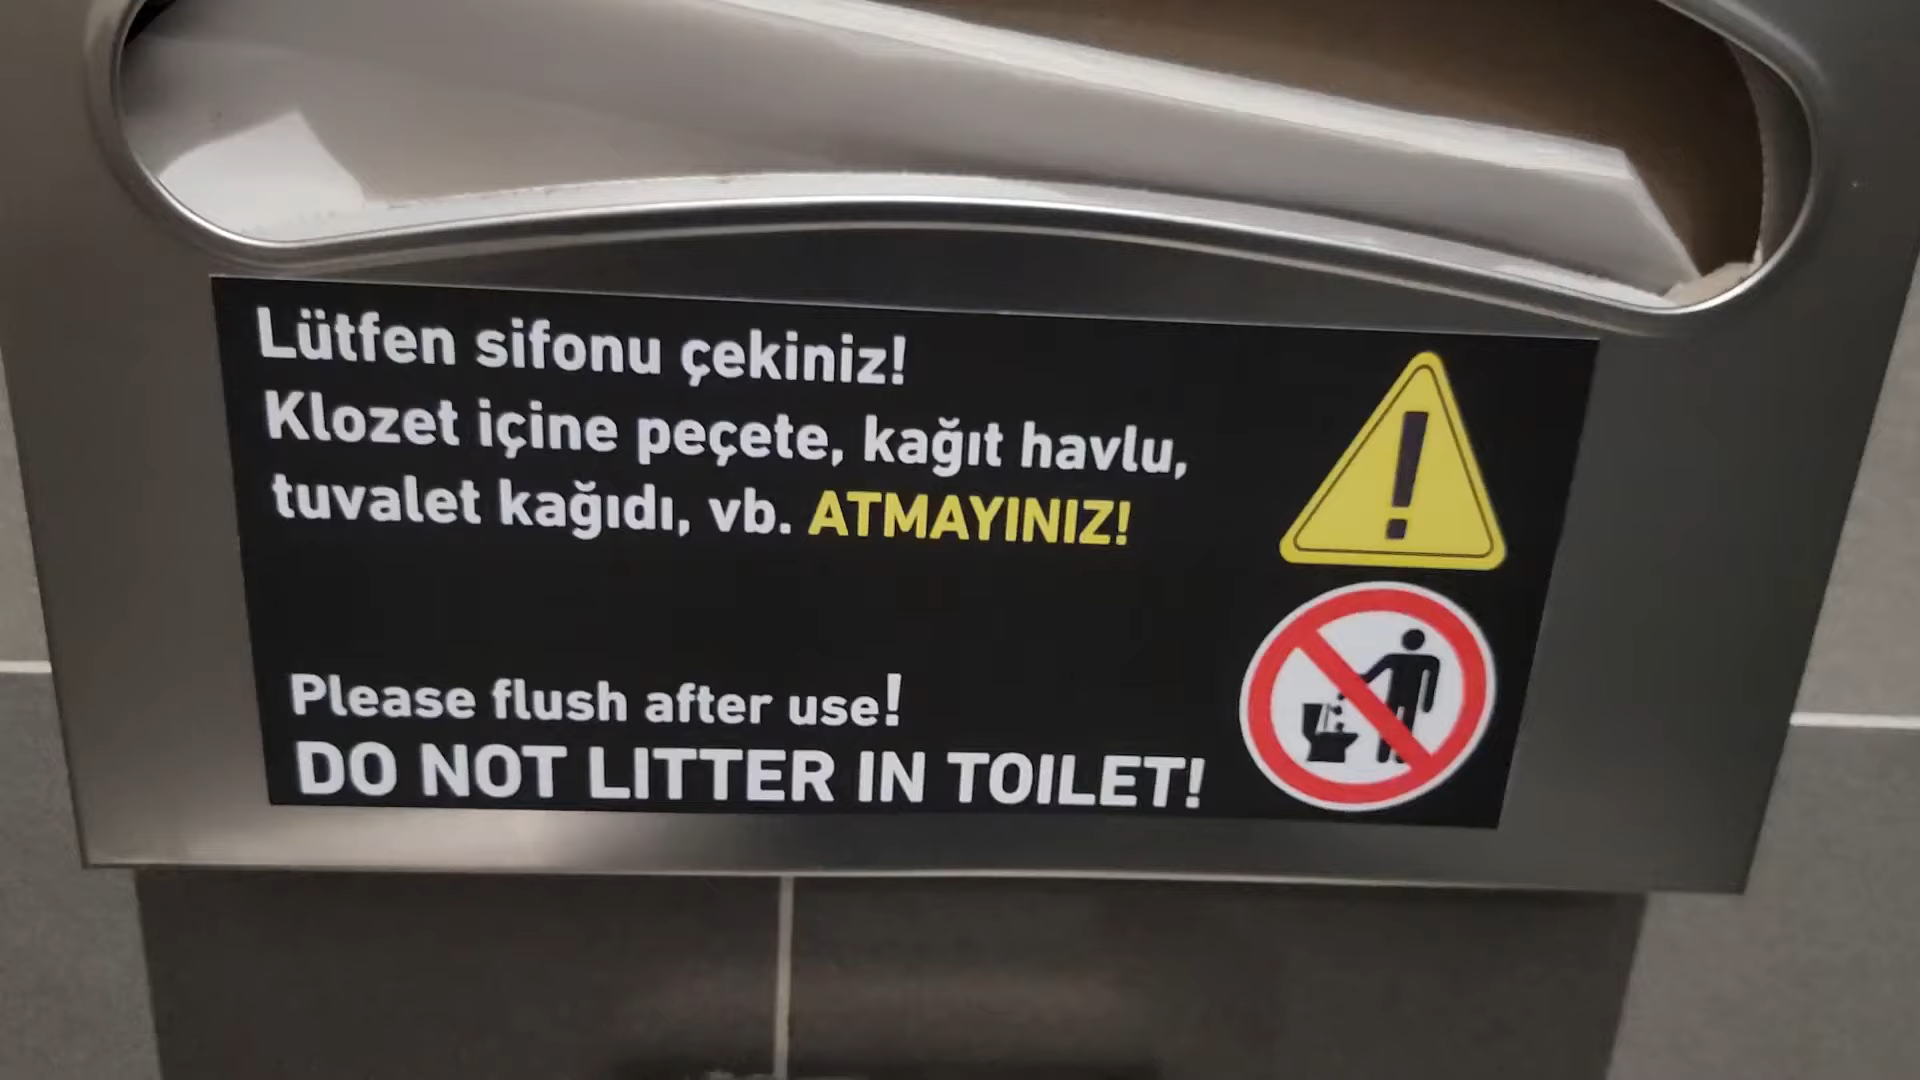 Lütfen sifonu çekiniz!
Klozet içine peçete, kağıt havlu,
tuvalet kağıdı, vb. ATMAYINIZ!
Please flush after use!
DO NOT LITTER IN TOILET!